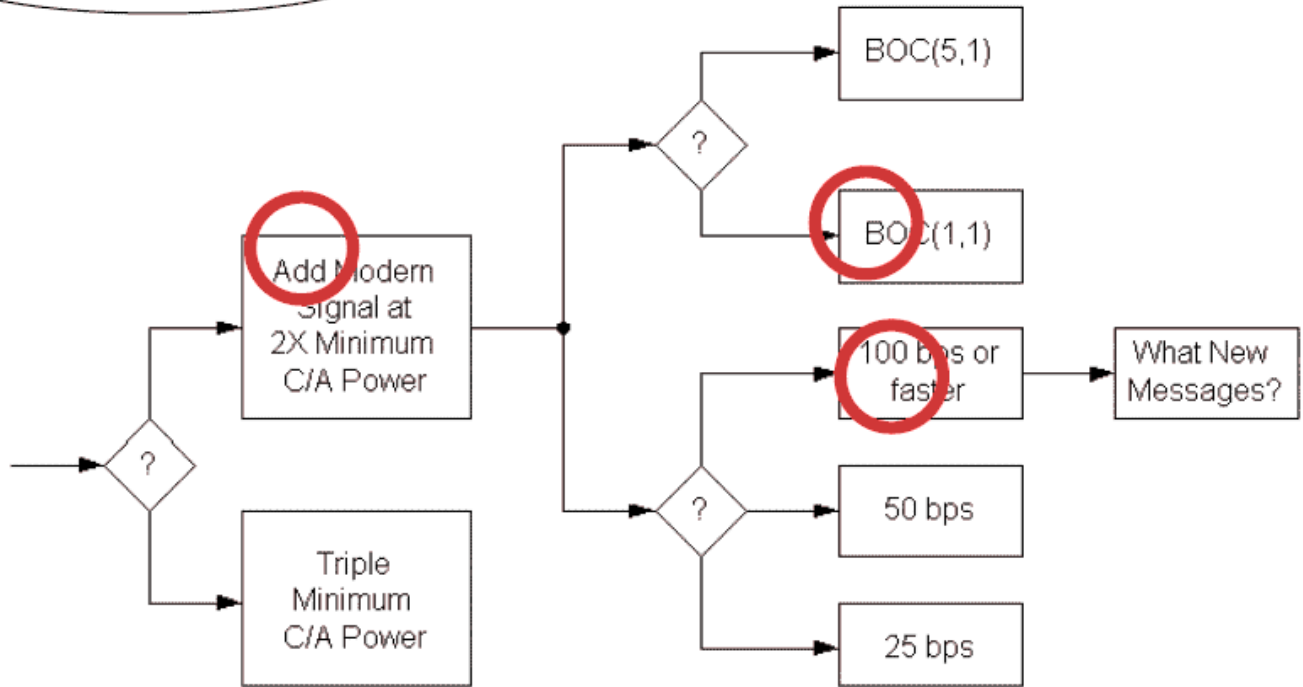 BOC(5,1)
?
BOC(1,1)
Add Modern
Signal at
2X Minimum
C/A Power
100 bps or
faster
What New
Messages?
?
?
50 bps
Triple
Minimum
C/A Power
25 bps